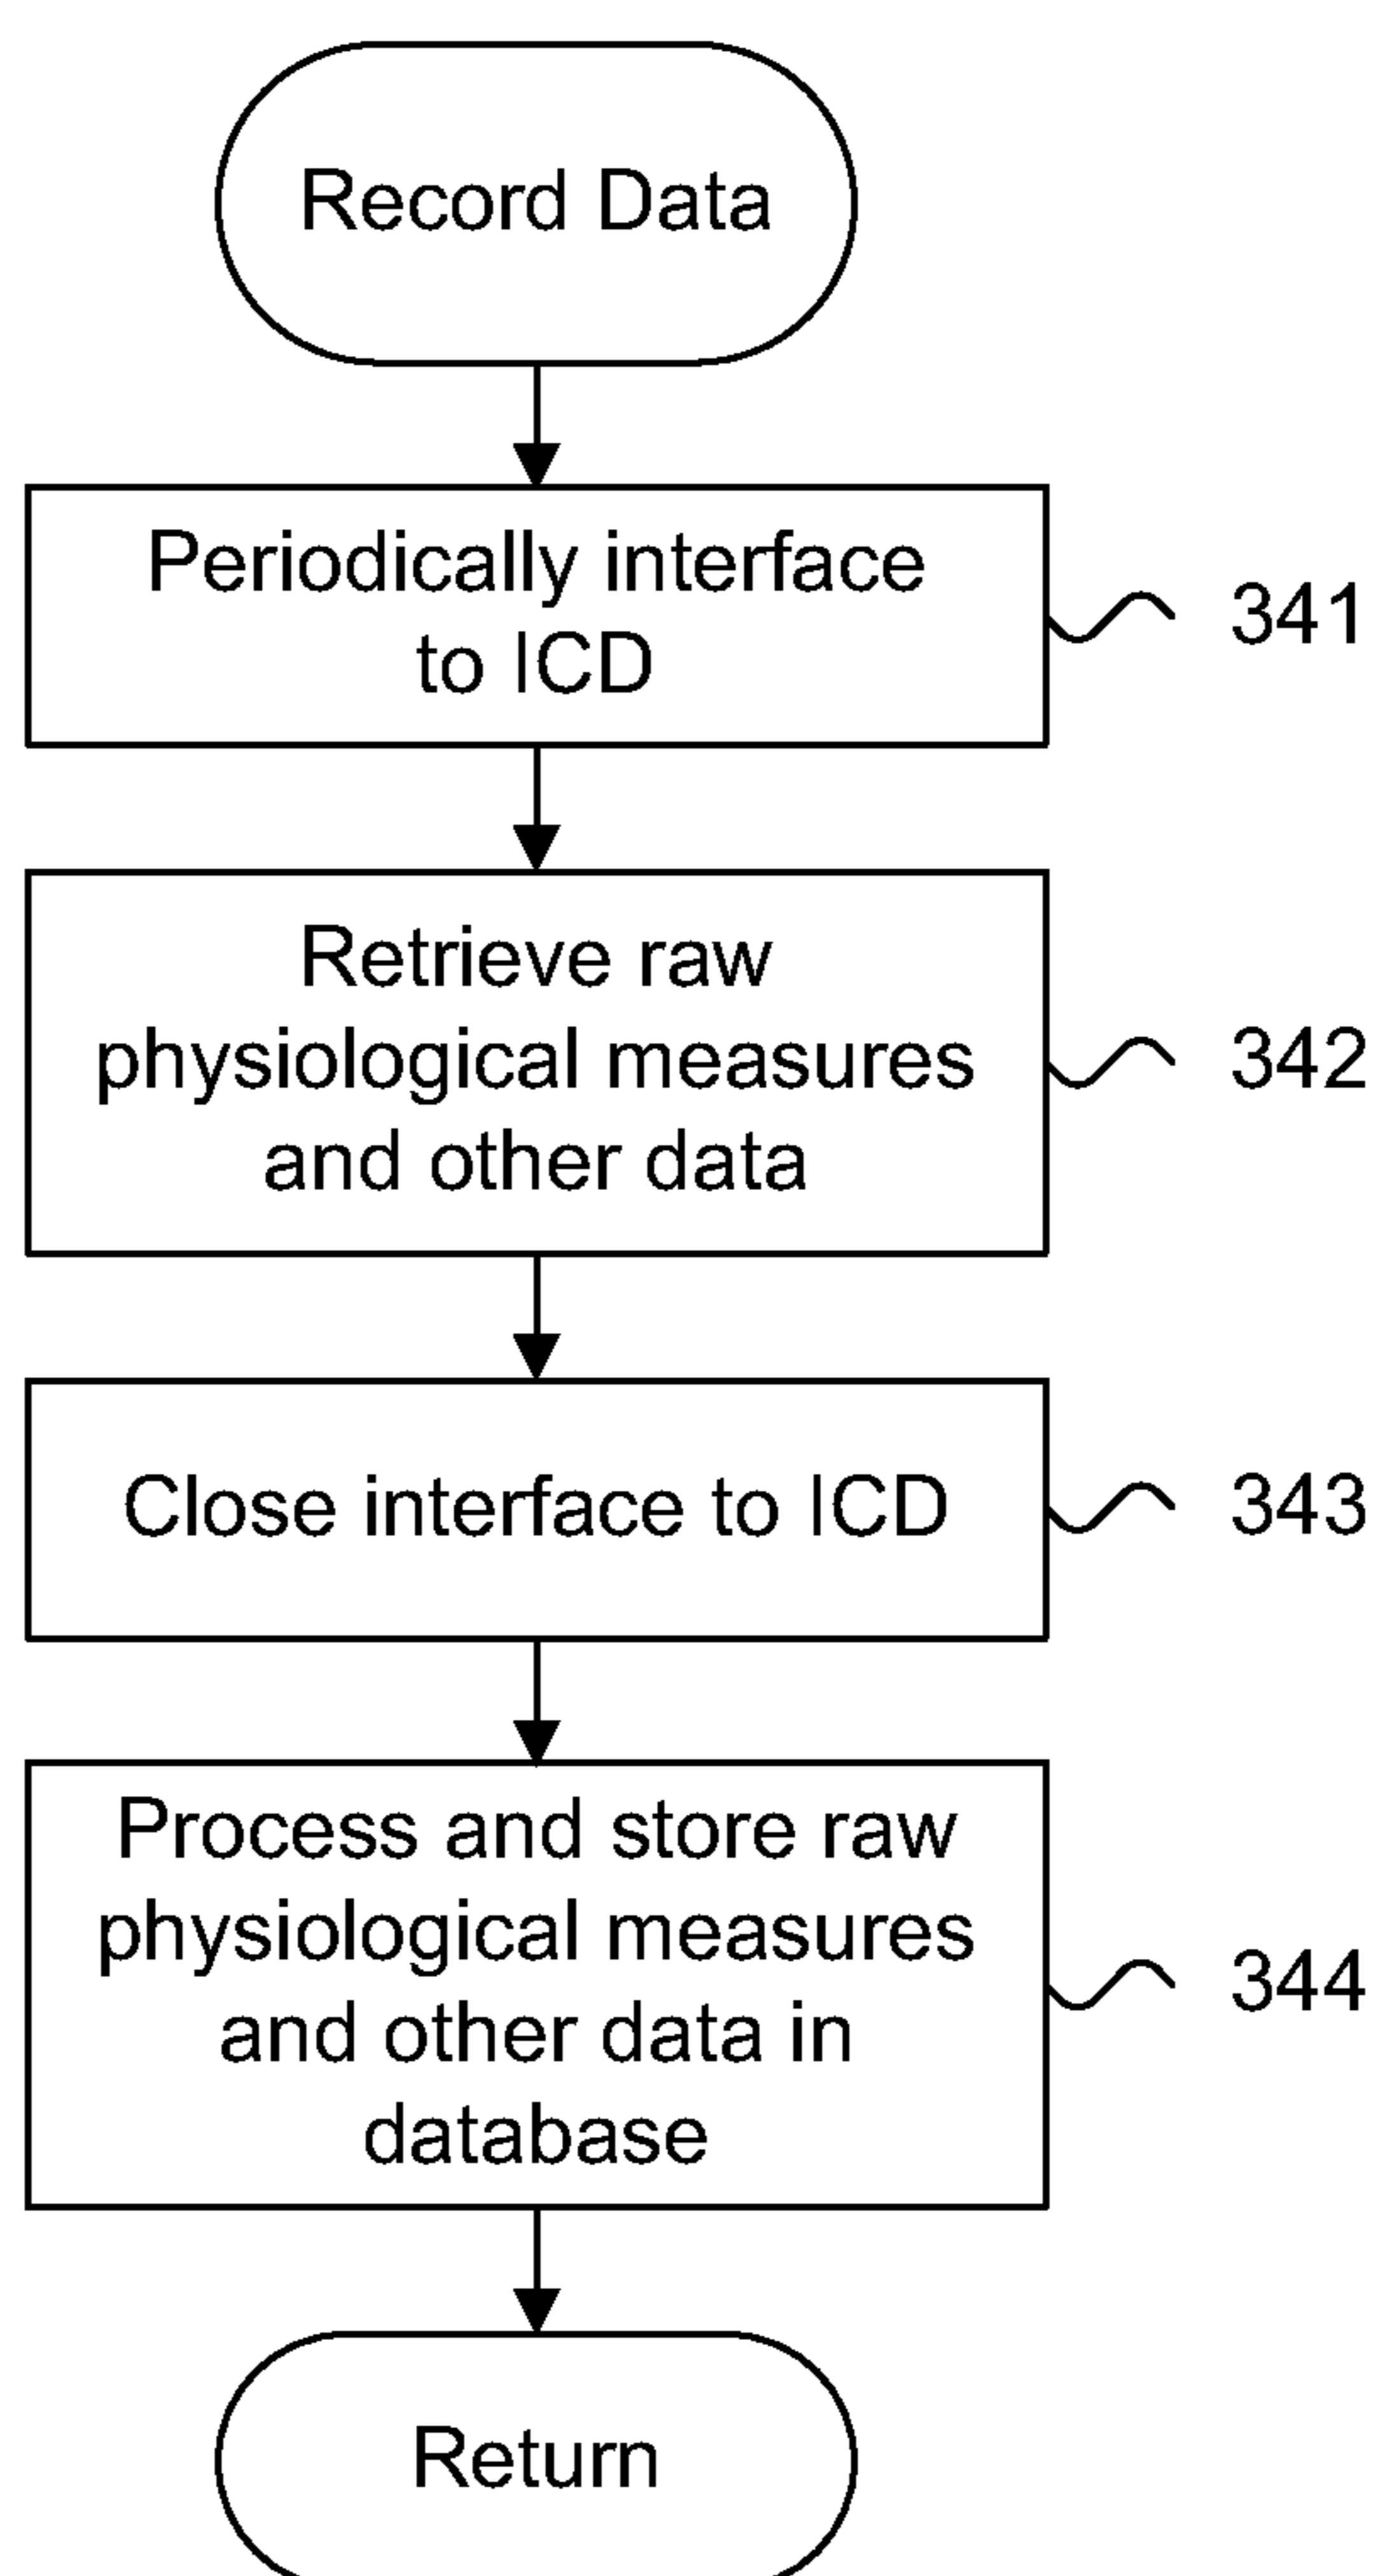 Record Data
Periodically interface
to ICD
341
Retrieve raw
physiological measures
and other data
342
Close interface to ICD
343
Process and store raw
physiological measures
and other data in
database
344
Return